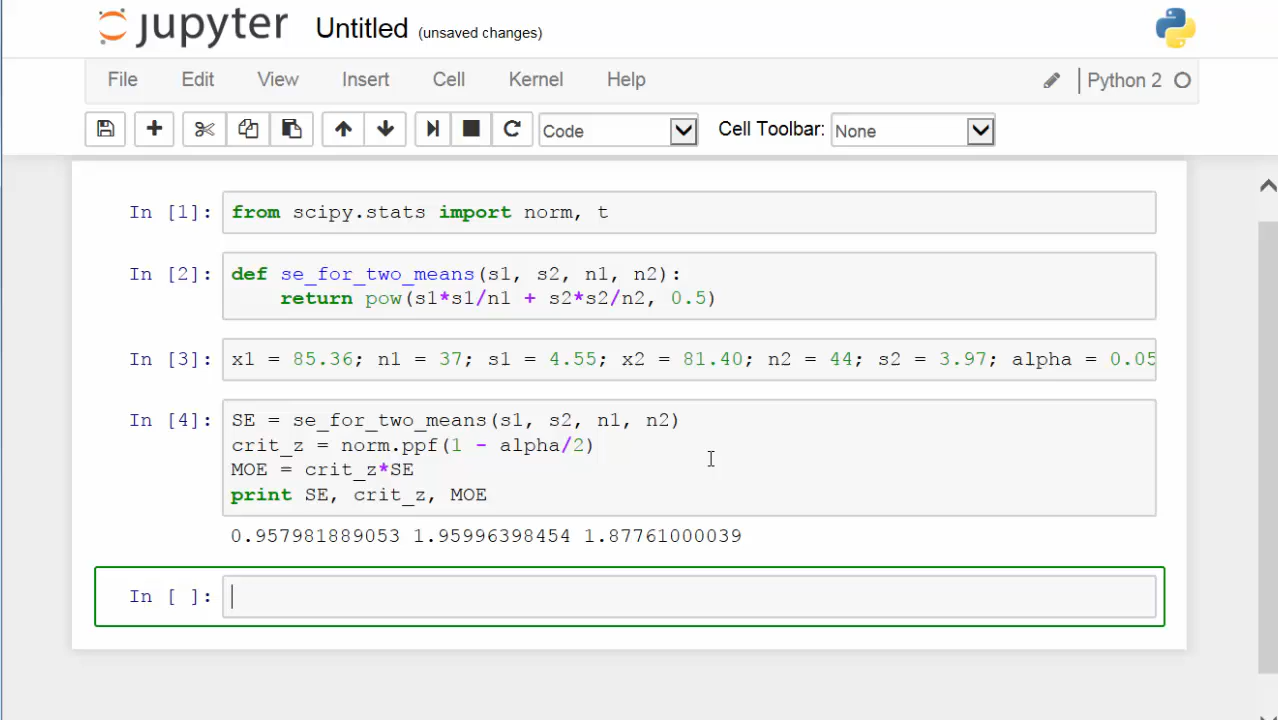 jupyter Untitled (unsaved changes)
File Edit View Insert Cell Kernel Help Python 2
Code Cell Toolbar: None
In [1]: from scipy.stats import norm, t
In [2]: def se_for_two_means(s1, s2, n1, n2):
return pow(s1*s1/n1 + s2*s2/n2, 0.5)
In [3]: x1 = 85.36; n1 = 37; s1 = 4.55; x2 = 81.40; n2 = 44; s2 = 3.97; alpha = 0.05
In [4]: SE = se_for_two_means(s1, s2, n1, n2)
crit_z = norm.ppf(1 - alpha/2)
MOE = crit_z*SE
print SE, crit_z, MOE
0.957981889053 1.95996398454 1.87761000039
In [ ]: